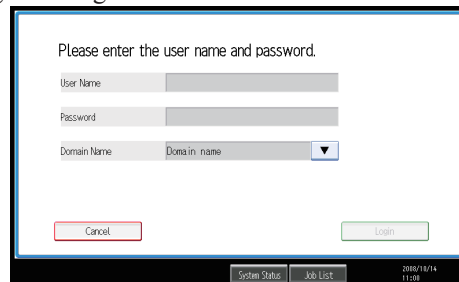 Please enter the user name and password.
User Name
Password
Domain Name Domain name ▼
Cancel Login
System Status Job List 2008/10/14
11:00